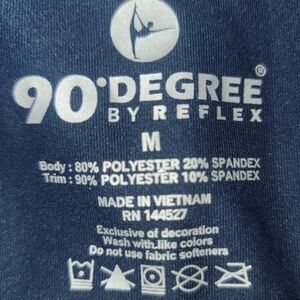 90°DEGREE®
BY REFLEX
M
Body : 80% POLYESTER 20% SPANDEX
Trim : 90% POLYESTER 10% SPANDEX
MADE IN VIETNAM
RN 144527
Exclusive of decoration
Wash with like colors
Do not use fabric softeners